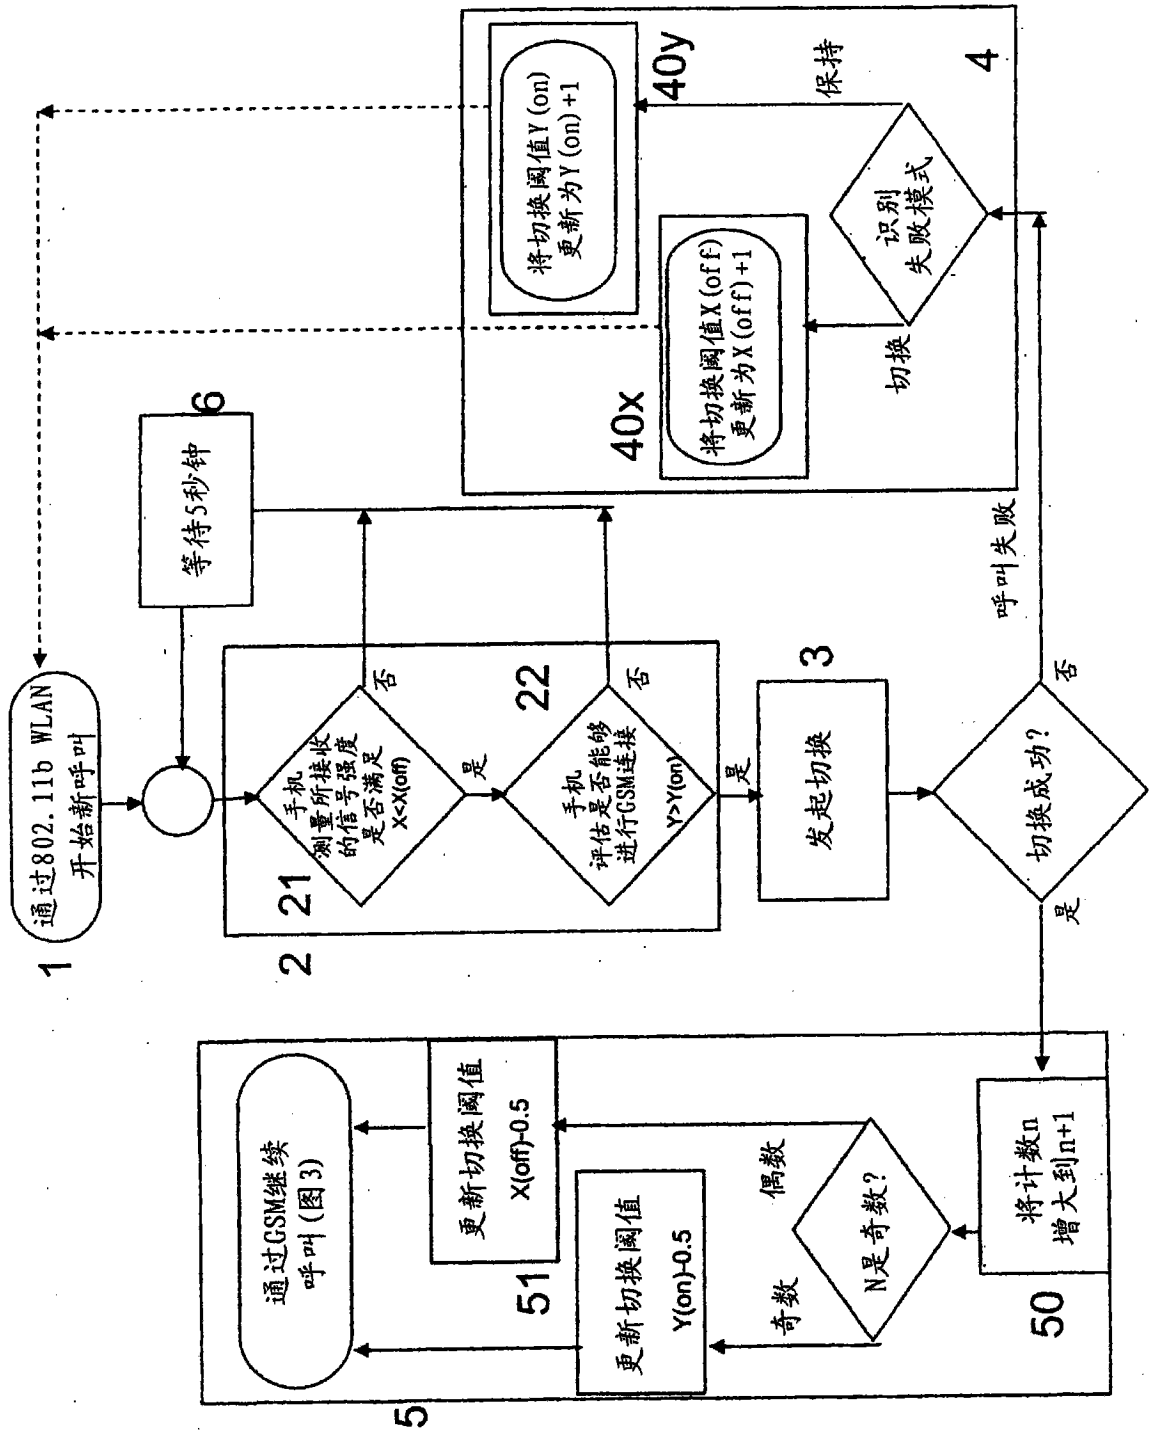 1
通过802.11b WLAN
开始新呼叫
等待5秒钟
6
2
21
手机
测量所接收
的信号强度
是否满足
X<X(off)
否
是
22
手机
评估是否能够
进行GSM连接
Y>Y(on)
否
是
3
发起切换
切换成功?
否
呼叫失败
是
4
识别
失败模式
切换
保持
40x
将切换阈值X(off)
更新为X(off)+1
40y
将切换阈值Y(on)
更新为Y(on)+1
5
50
将计数n
增大到n+1
N是奇数?
奇数
偶数
更新切换阈值
Y(on)-0.5
51
更新切换阈值
X(off)-0.5
通过GSM继续
呼叫(图3)